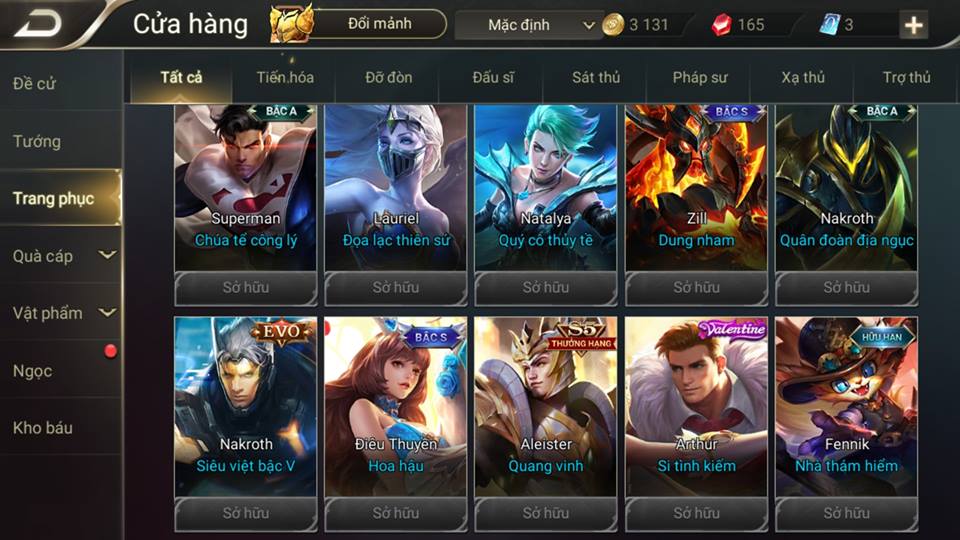 Cửa hàng
Đổi mảnh
Mặc định
3 131
165
3
Đề cử
Tướng
Trang phục
Quà cáp
Vật phẩm
Ngọc
Kho báu
Tất cả
Tiến hóa
Đỡ đòn
Đấu sĩ
Sát thủ
Pháp sư
Xạ thủ
Trợ thủ
BẬC A
Superman
Chúa tể công lý
Sở hữu
Lauriel
Đọa lạc thiên sứ
Sở hữu
Natalya
Quý cô thủy tề
Sở hữu
BẬC S
Zill
Dung nham
Sở hữu
BẬC A
Nakroth
Quân đoàn địa ngục
Sở hữu
EVO
Nakroth
Siêu việt bậc V
Sở hữu
BẬC S
Điêu Thuyền
Hoa hậu
Sở hữu
S5
THƯỞNG HẠNG
Aleister
Quang vinh
Sở hữu
Valentine
Arthur
Si tình kiếm
Sở hữu
HỮU HẠN
Fennik
Nhà thám hiểm
Sở hữu